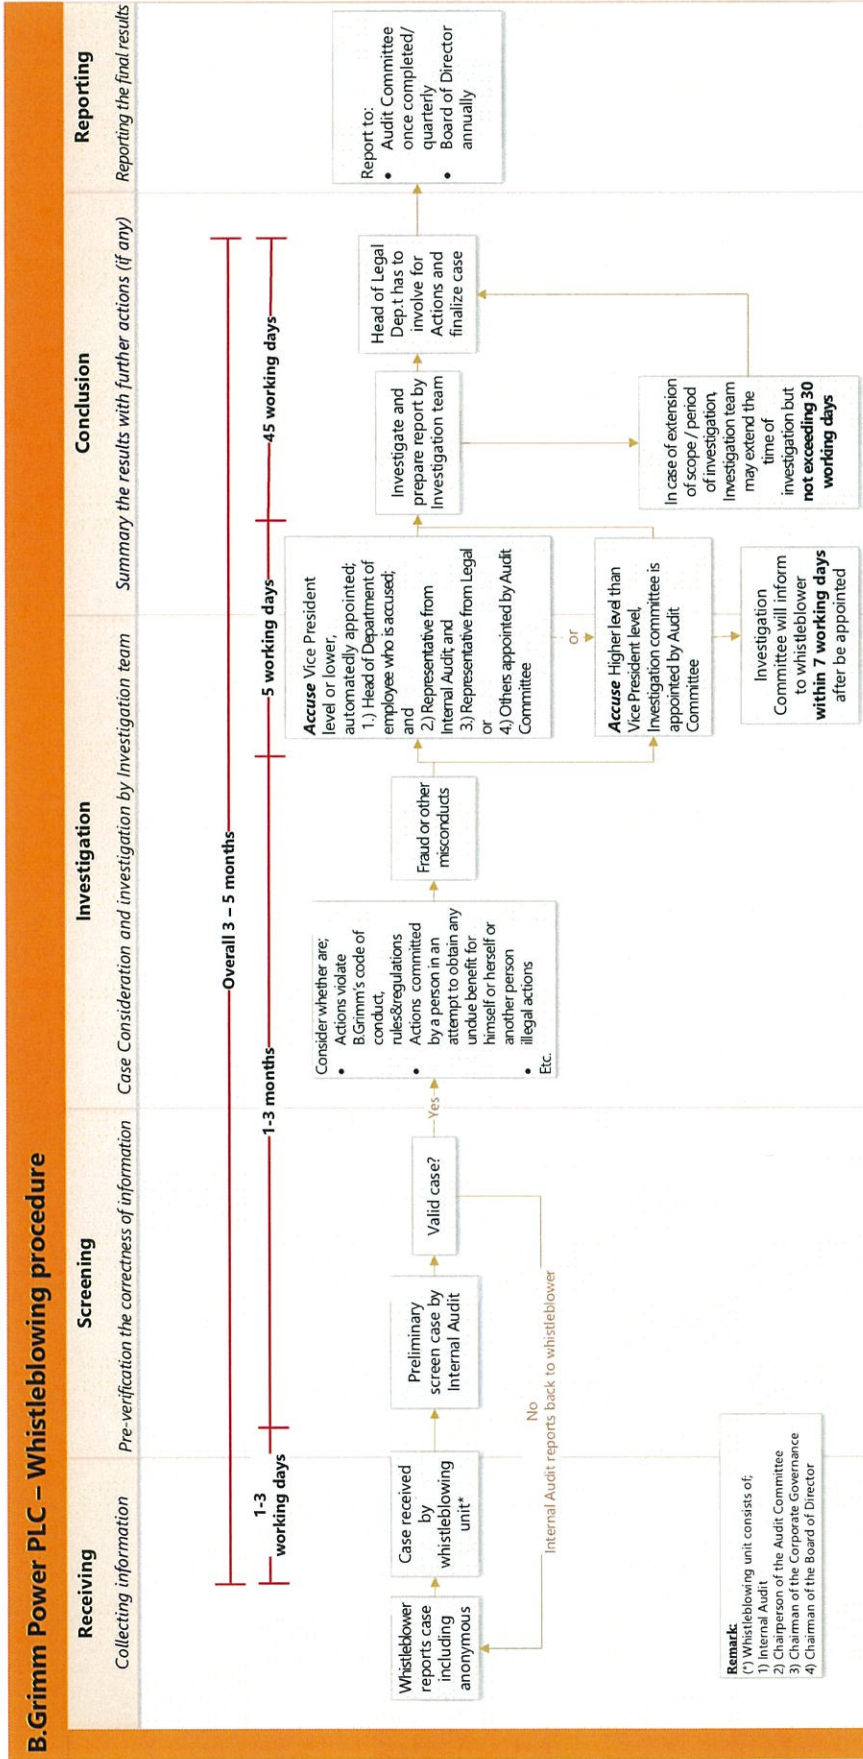 B.Grimm Power PLC – Whistleblowing procedure
Receiving
Collecting information
Screening
Pre-verification the correctness of information
Investigation
Case Consideration and investigation by Investigation team
Conclusion
Summary the results with further actions (if any)
Reporting
Reporting the final results
Overall 3 – 5 months
1-3
working days
1-3 months
5 working days
45 working days
Whistleblower
reports case
including
anonymous
Case received
by
whistleblowing
unit*
Preliminary
screen case by
Internal Audit
Valid case?
Yes
No
Internal Audit reports back to whistleblower
Consider whether are;
• Actions violate
B.Grimm's code of
conduct,
rules&regulations
• Actions committed
by a person in an
attempt to obtain any
undue benefit for
himself or herself or
another person
• illegal actions
Etc.
Fraud or other
misconducts
Accuse Vice President
level or lower,
automatedly appointed;
1.) Head of Department of
employee who is accused;
and
2.) Representative from
Internal Audit; and
3.) Representative from Legal
or
4.) Others appointed by Audit
Committee
or
Accuse Higher level than
Vice President level,
Investigation committee is
appointed by Audit
Committee
Investigation
Committee will inform
to whistleblower
within 7 working days
after be appointed
Investigate and
prepare report by
Investigation team
In case of extension
of scope / period
of investigation,
Investigation team
may extend the
time of
investigation but
not exceeding 30
working days
Head of Legal
Dep.t has to
involve for
Actions and
finalize case
Report to:
• Audit Committee
once completed/
quarterly
• Board of Director
annually
Remark:
(*) Whistleblowing unit consists of;
1) Internal Audit
2) Chairperson of the Audit Committee
3) Chairman of the Corporate Governance
4) Chairman of the Board of Director